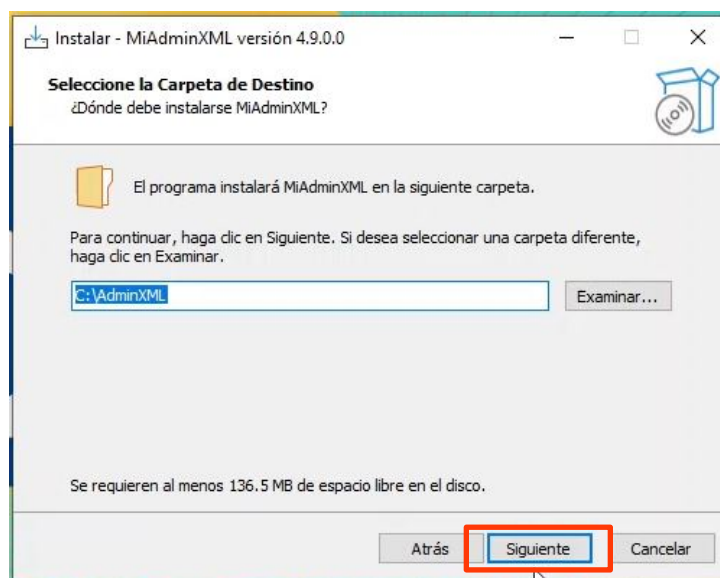 Instalar - MiAdminXML versión 4.9.0.0
Seleccione la Carpeta de Destino
¿Dónde debe instalarse MiAdminXML?
El programa instalará MiAdminXML en la siguiente carpeta.
Para continuar, haga clic en Siguiente. Si desea seleccionar una carpeta diferente,
haga clic en Examinar.
C:\AdminXML
Examinar...
Se requieren al menos 136.5 MB de espacio libre en el disco.
Atrás
Siguiente
Cancelar